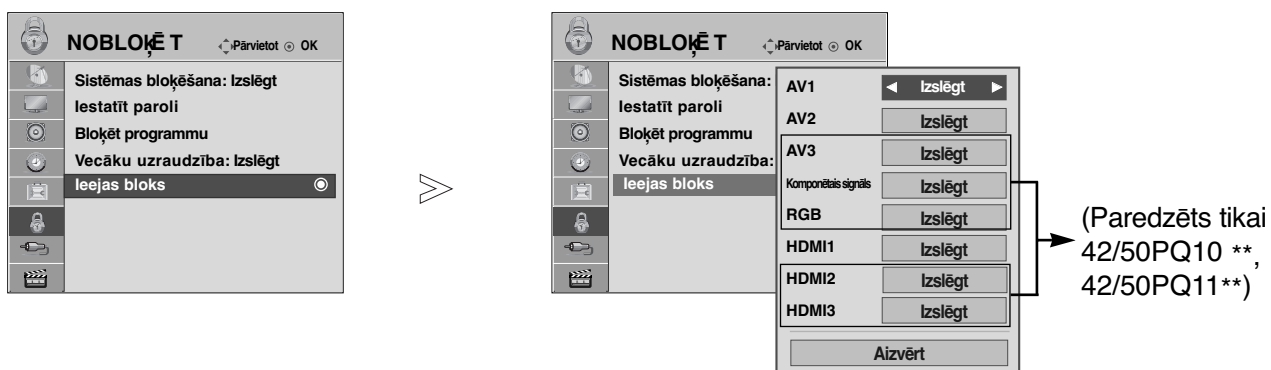 NOBLOĶĒ T Pārvietot OK
Sistēmas bloķēšana: Izslēgt
Iestatīt paroli
Bloķēt programmu
Vecāku uzraudzība: Izslēgt
Ieejas bloks
NOBLOĶĒ T Pārvietot OK
Sistēmas bloķēšana:
Iestatīt paroli
Bloķēt programmu
Vecāku uzraudzība:
Ieejas bloks
AV1 ◄ Izslēgt ►
AV2 Izslēgt
AV3 Izslēgt
Komponētais signāls Izslēgt
RGB Izslēgt
HDMI1 Izslēgt
HDMI2 Izslēgt
HDMI3 Izslēgt
Aizvērt
(Paredzēts tikai
42/50PQ10 **,
42/50PQ11**)